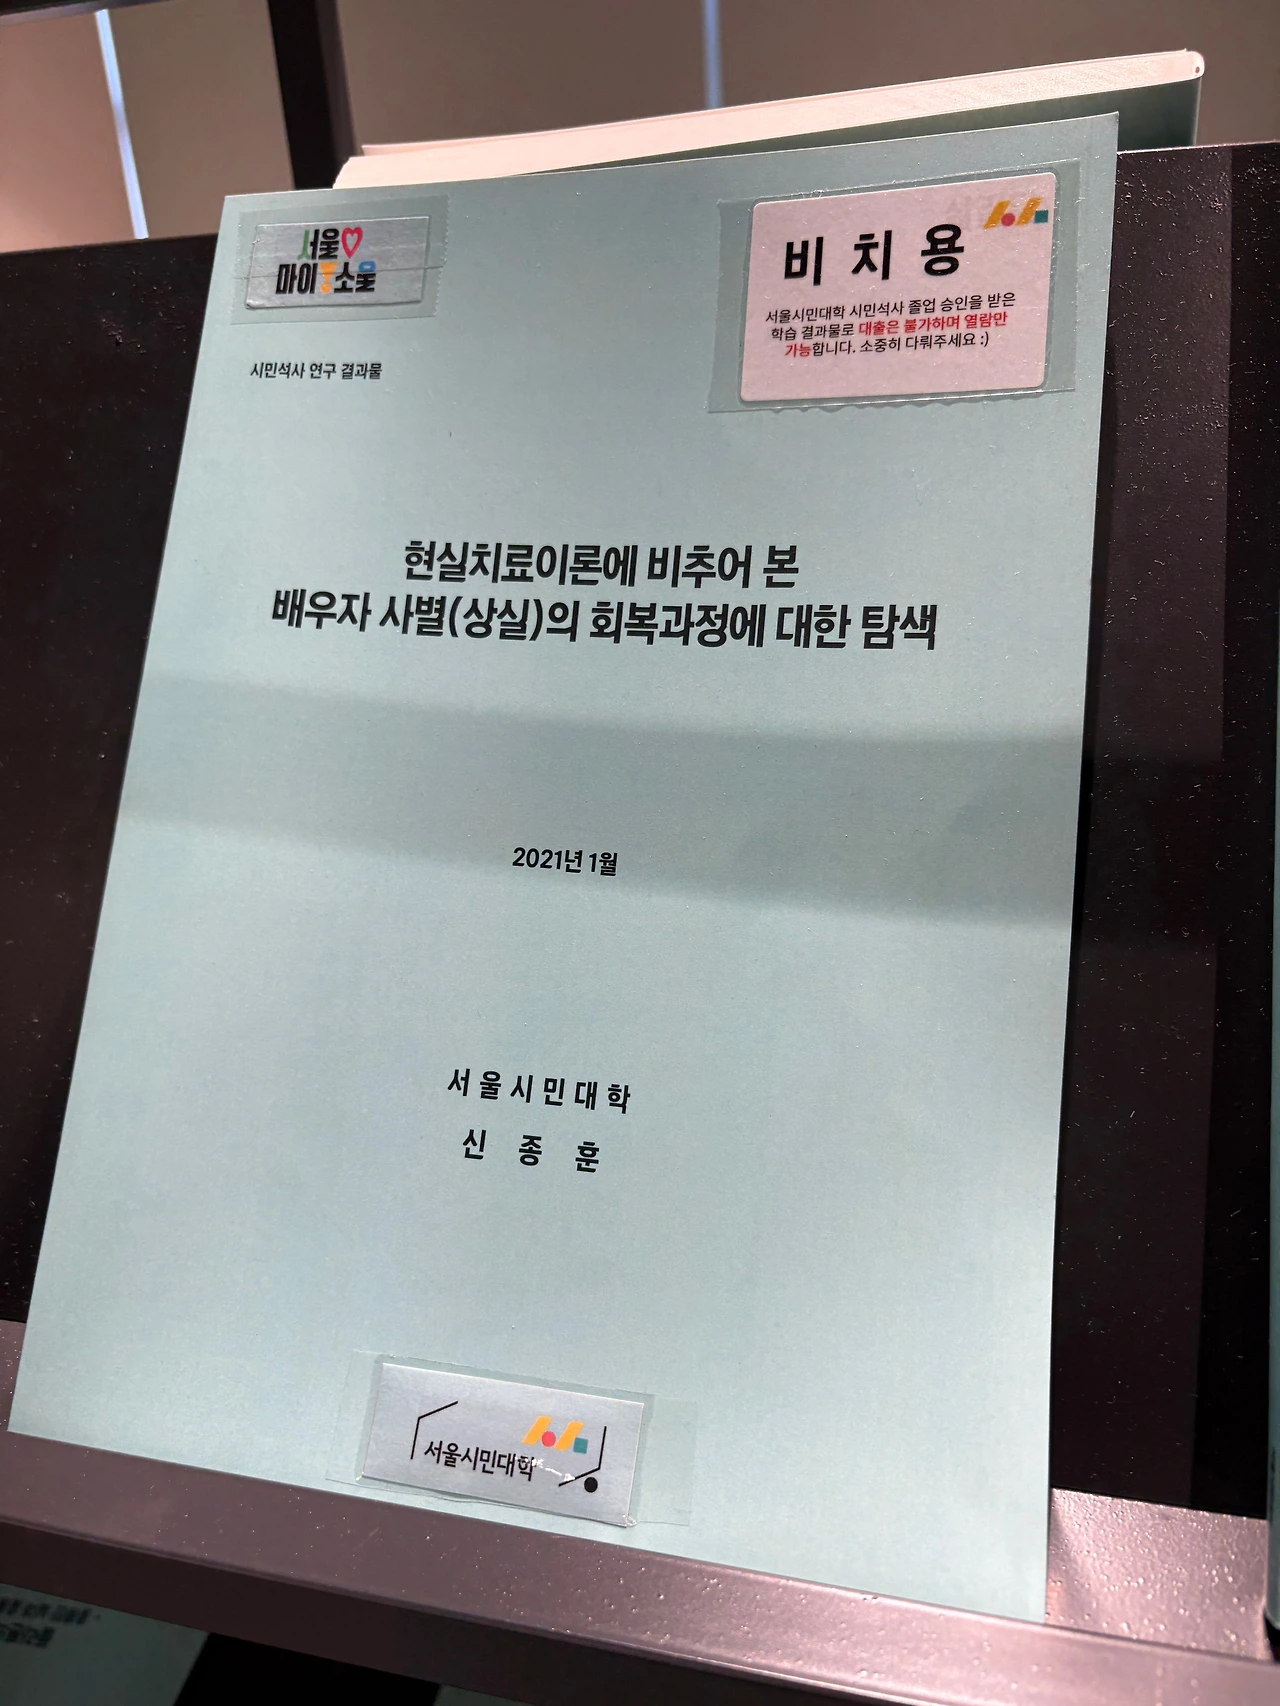 서울♡
마이소울
비치용
서울시민대학 시민석사 졸업 승인을 받은
학습 결과물로 대출은 불가하며 열람만
가능합니다. 소중히 다뤄주세요 :)
시민석사 연구 결과물
현실치료이론에 비추어 본
배우자 사별(상실)의 회복과정에 대한 탐색
2021년 1월
서울시민대학
신종훈
서울시민대학